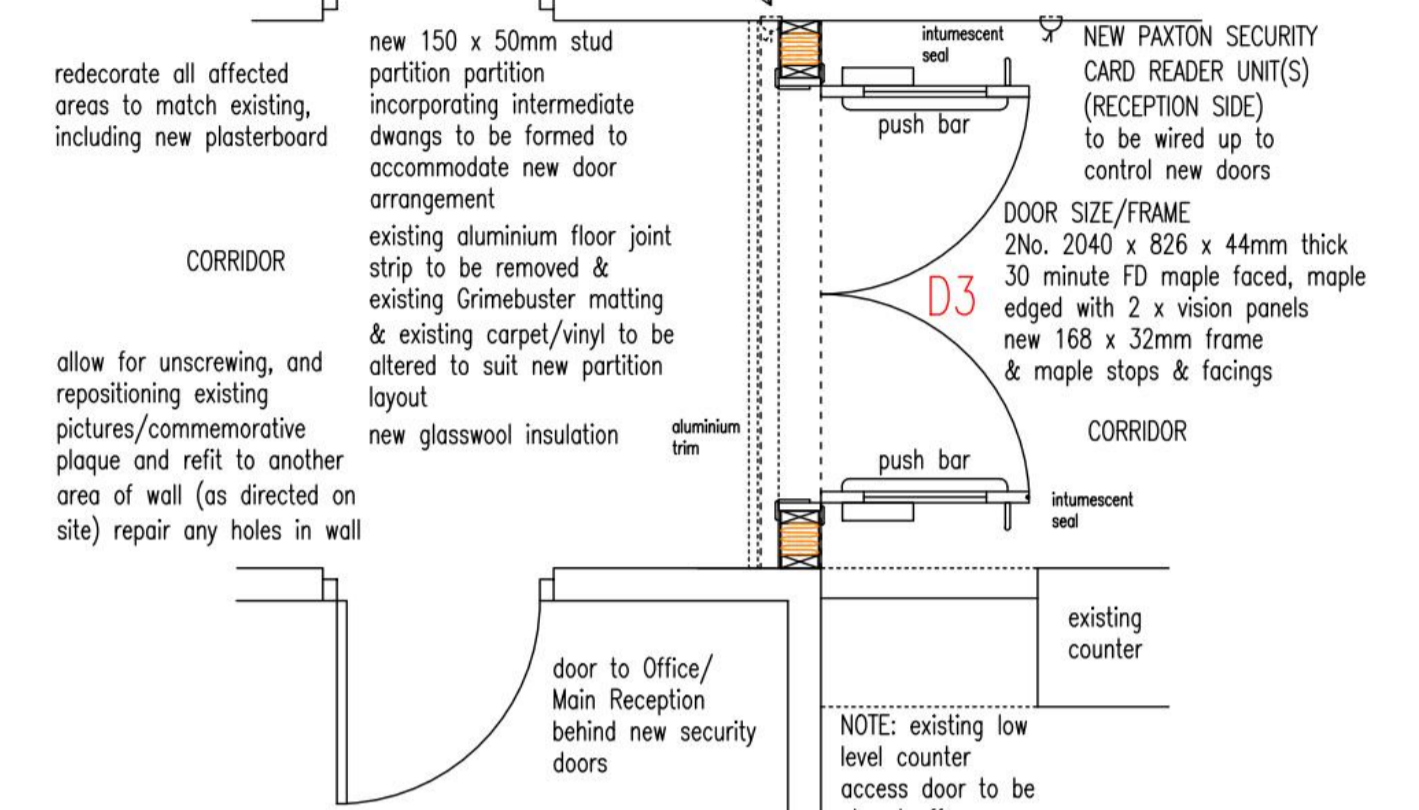 redecorate all affected
areas to match existing,
including new plasterboard
CORRIDOR
allow for unscrewing, and
repositioning existing
pictures/commemorative
plaque and refit to another
area of wall (as directed on
site) repair any holes in wall
new 150 x 50mm stud
partition partition
incorporating intermediate
dwangs to be formed to
accommodate new door
arrangement
existing aluminium floor joint
strip to be removed &
existing Grimebuster matting
& existing carpet/vinyl to be
altered to suit new partition
layout
new glasswool insulation
aluminium
trim
intumescent
seal
push bar
D3
push bar
intumescent
seal
NEW PAXTON SECURITY
CARD READER UNIT(S)
(RECEPTION SIDE)
to be wired up to
control new doors
DOOR SIZE/FRAME
2No. 2040 x 826 x 44mm thick
30 minute FD maple faced, maple
edged with 2 x vision panels
new 168 x 32mm frame
& maple stops & facings
CORRIDOR
existing
counter
door to Office/
Main Reception
behind new security
doors
NOTE: existing low
level counter
access door to be